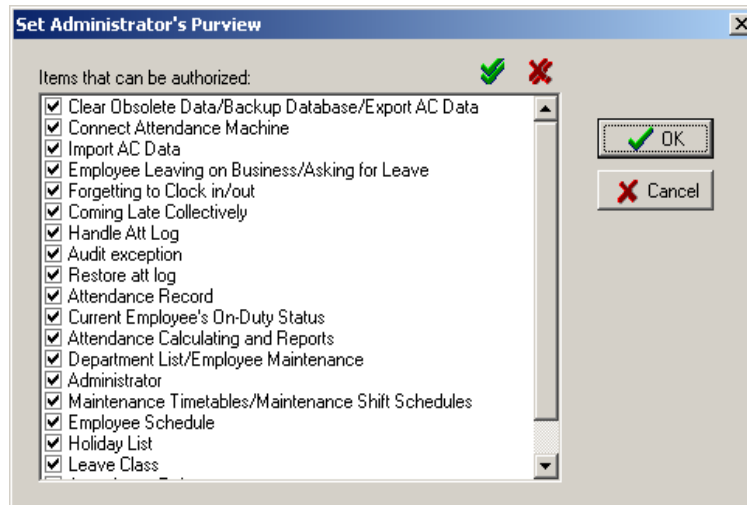 Set Administrator's Purview
Items that can be authorized:
Clear Obsolete Data/Backup Database/Export AC Data
Connect Attendance Machine
Import AC Data
Employee Leaving on Business/Asking for Leave
Forgetting to Clock in/out
Coming Late Collectively
Handle Att Log
Audit exception
Restore att log
Attendance Record
Current Employee's On-Duty Status
Attendance Calculating and Reports
Department List/Employee Maintenance
Administrator
Maintenance Timetables/Maintenance Shift Schedules
Employee Schedule
Holiday List
Leave Class
OK
Cancel